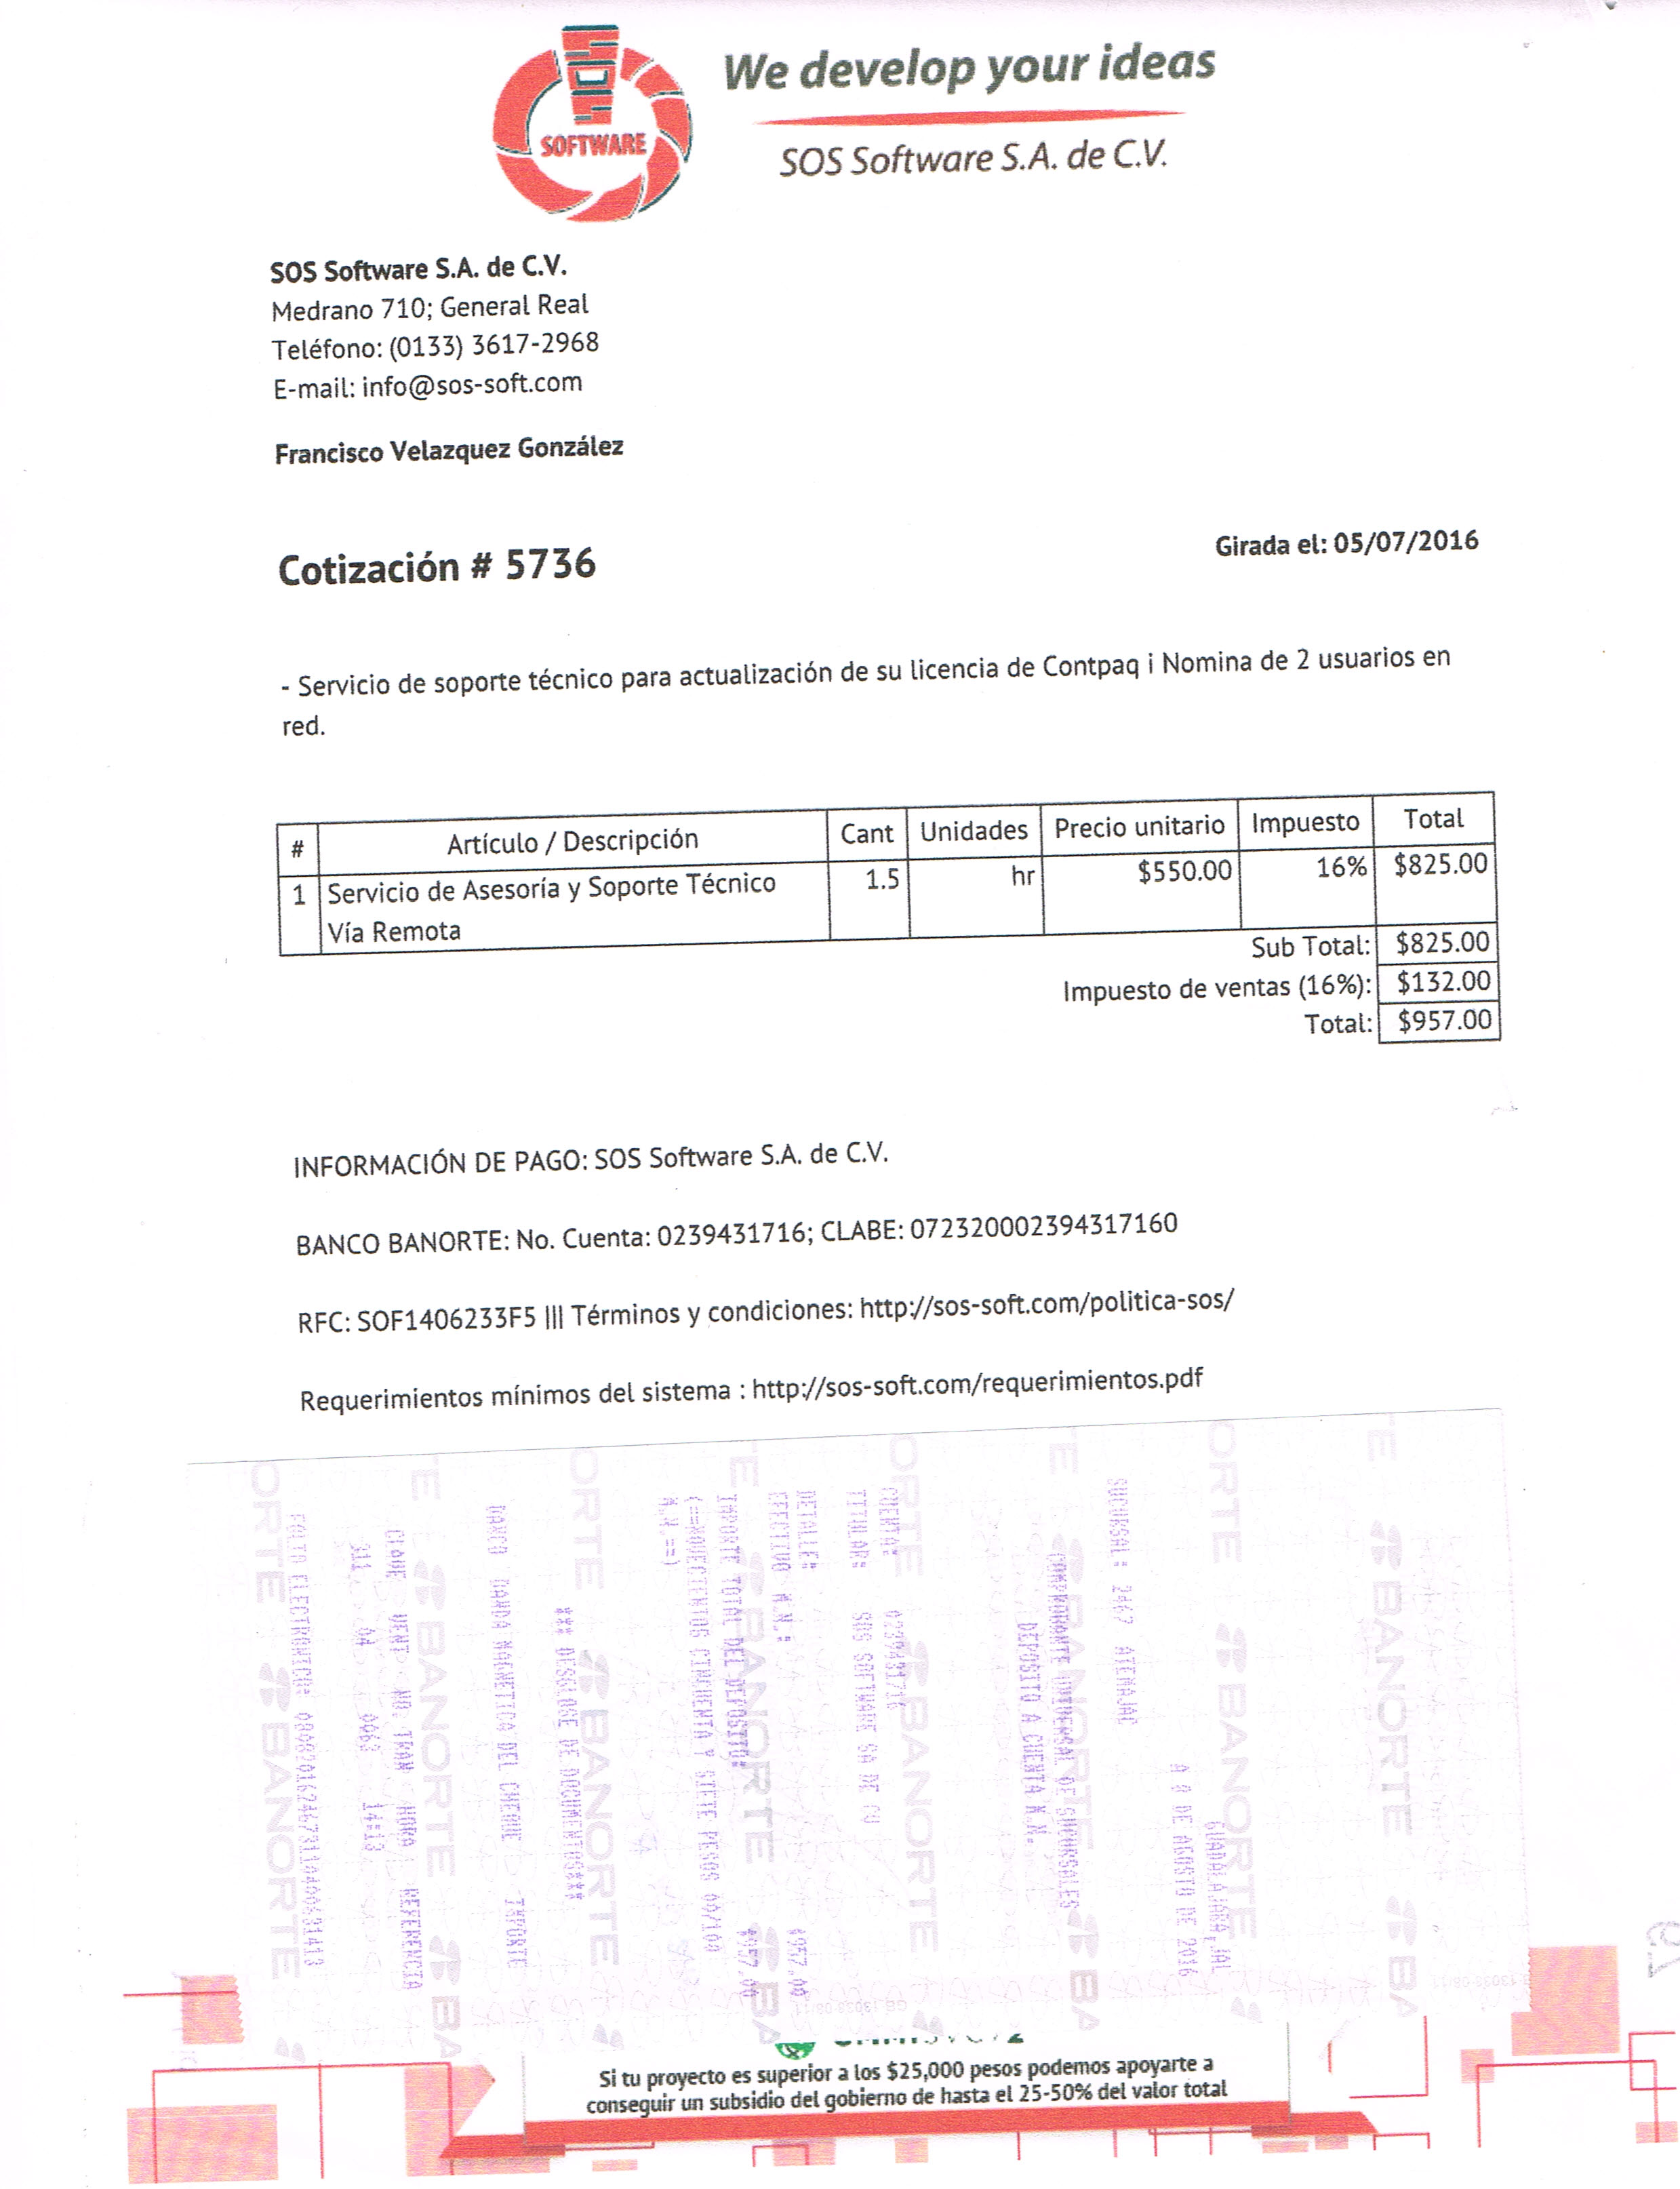 SOS
SOFTWARE
We develop your ideas
SOS Software S.A. de C.V.
SOS Software S.A. de C.V.
Medrano 710; General Real
Teléfono: (0133) 3617-2968
E-mail: info@sos-soft.com
Francisco Velazquez González
Girada el: 05/07/2016
Cotización # 5736
- Servicio de soporte técnico para actualización de su licencia de Contpaq i Nomina de 2 usuarios en
red.
# Artículo / Descripción Cant Unidades Precio unitario Impuesto Total
1 Servicio de Asesoría y Soporte Técnico 1.5 hr $550.00 16% $825.00
Vía Remota
Sub Total: $825.00
Impuesto de ventas (16%): $132.00
Total: $957.00
INFORMACIÓN DE PAGO: SOS Software S.A. de C.V.
BANCO BANORTE: No. Cuenta: 0239431716; CLABE: 072320002394317160
RFC: SOF1406233F5 ||| Términos y condiciones: http://sos-soft.com/politica-sos/
Requerimientos mínimos del sistema : http://sos-soft.com/requerimientos.pdf
BANORTE
GUADALAJARA, JAL
A 8 DE AGOSTO DE 2016
SUCURSAL: 2467 ATEMAJAC
COMPROBANTE UNIVERSAL DE SUCURSALES
DEPOSITO A CUENTA M.N.
CUENTA: 0239431716
TITULAR: SOS SOFTWARE SA DE CV
DETALLE:
EFECTIVO M.N.: $957.00
IMPORTE TOTAL DEL DEPOSITO: $957.00
(==NOVECIENTOS CINCUENTA Y SIETE PESOS 00/100
M.N.==)
*** DESGLOSE DE DOCUMENTOS***
BANCO BANDA MAGNETICA DEL CHEQUE IMPORTE
CLAVE VENT NO. TRAN HORA REFERENCIA
311 04 0063 14:13
FOLIO ELECTRONICO:
Si tu proyecto es superior a los $25,000 pesos podemos apoyarte a
conseguir un subsidio del gobierno de hasta el 25-50% del valor total